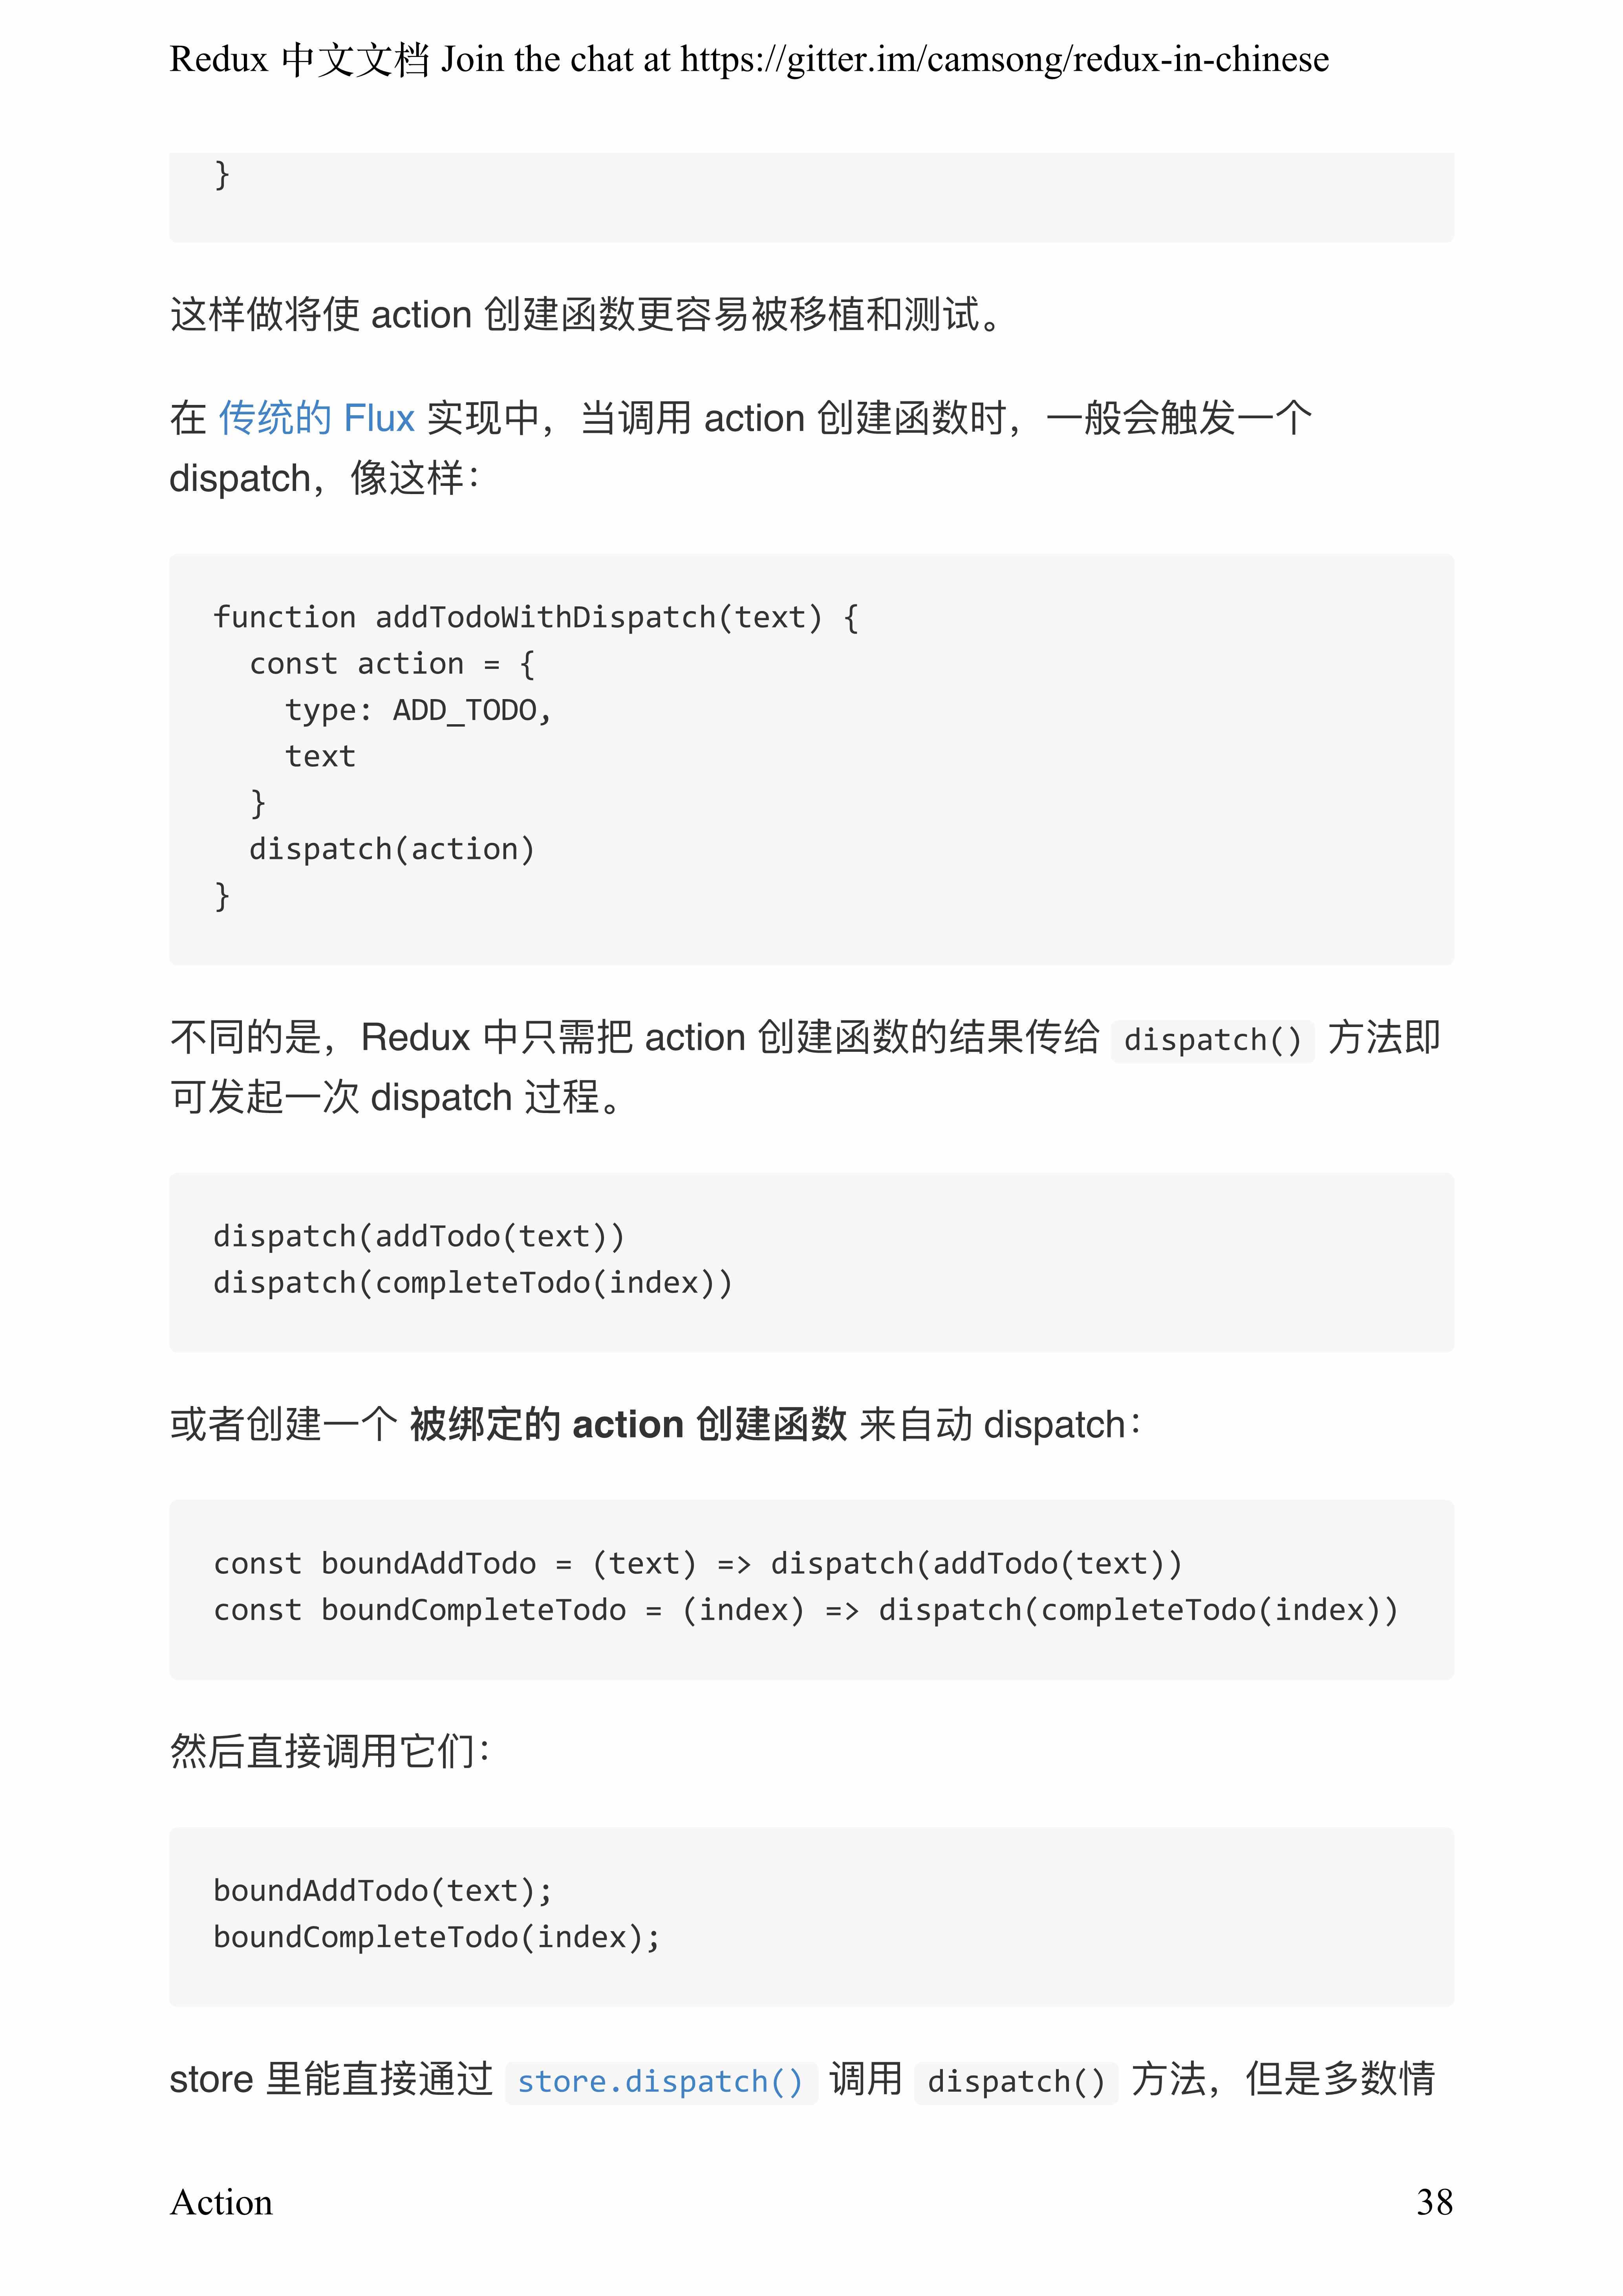 Redux 中文文档 Join the chat at https://gitter.im/camsong/redux-in-chinese
}
这样做将使 action 创建函数更容易被移植和测试。
在 传统的 Flux 实现中，当调用 action 创建函数时，一般会触发一个
dispatch，像这样：
function addTodoWithDispatch(text) {
  const action = {
    type: ADD_TODO,
    text
  }
  dispatch(action)
}
不同的是，Redux 中只需把 action 创建函数的结果传给 dispatch() 方法即
可发起一次 dispatch 过程。
dispatch(addTodo(text))
dispatch(completeTodo(index))
或者创建一个 被绑定的 action 创建函数 来自动 dispatch：
const boundAddTodo = (text) => dispatch(addTodo(text))
const boundCompleteTodo = (index) => dispatch(completeTodo(index))
然后直接调用它们：
boundAddTodo(text);
boundCompleteTodo(index);
store 里能直接通过 store.dispatch() 调用 dispatch() 方法，但是多数情
Action 38